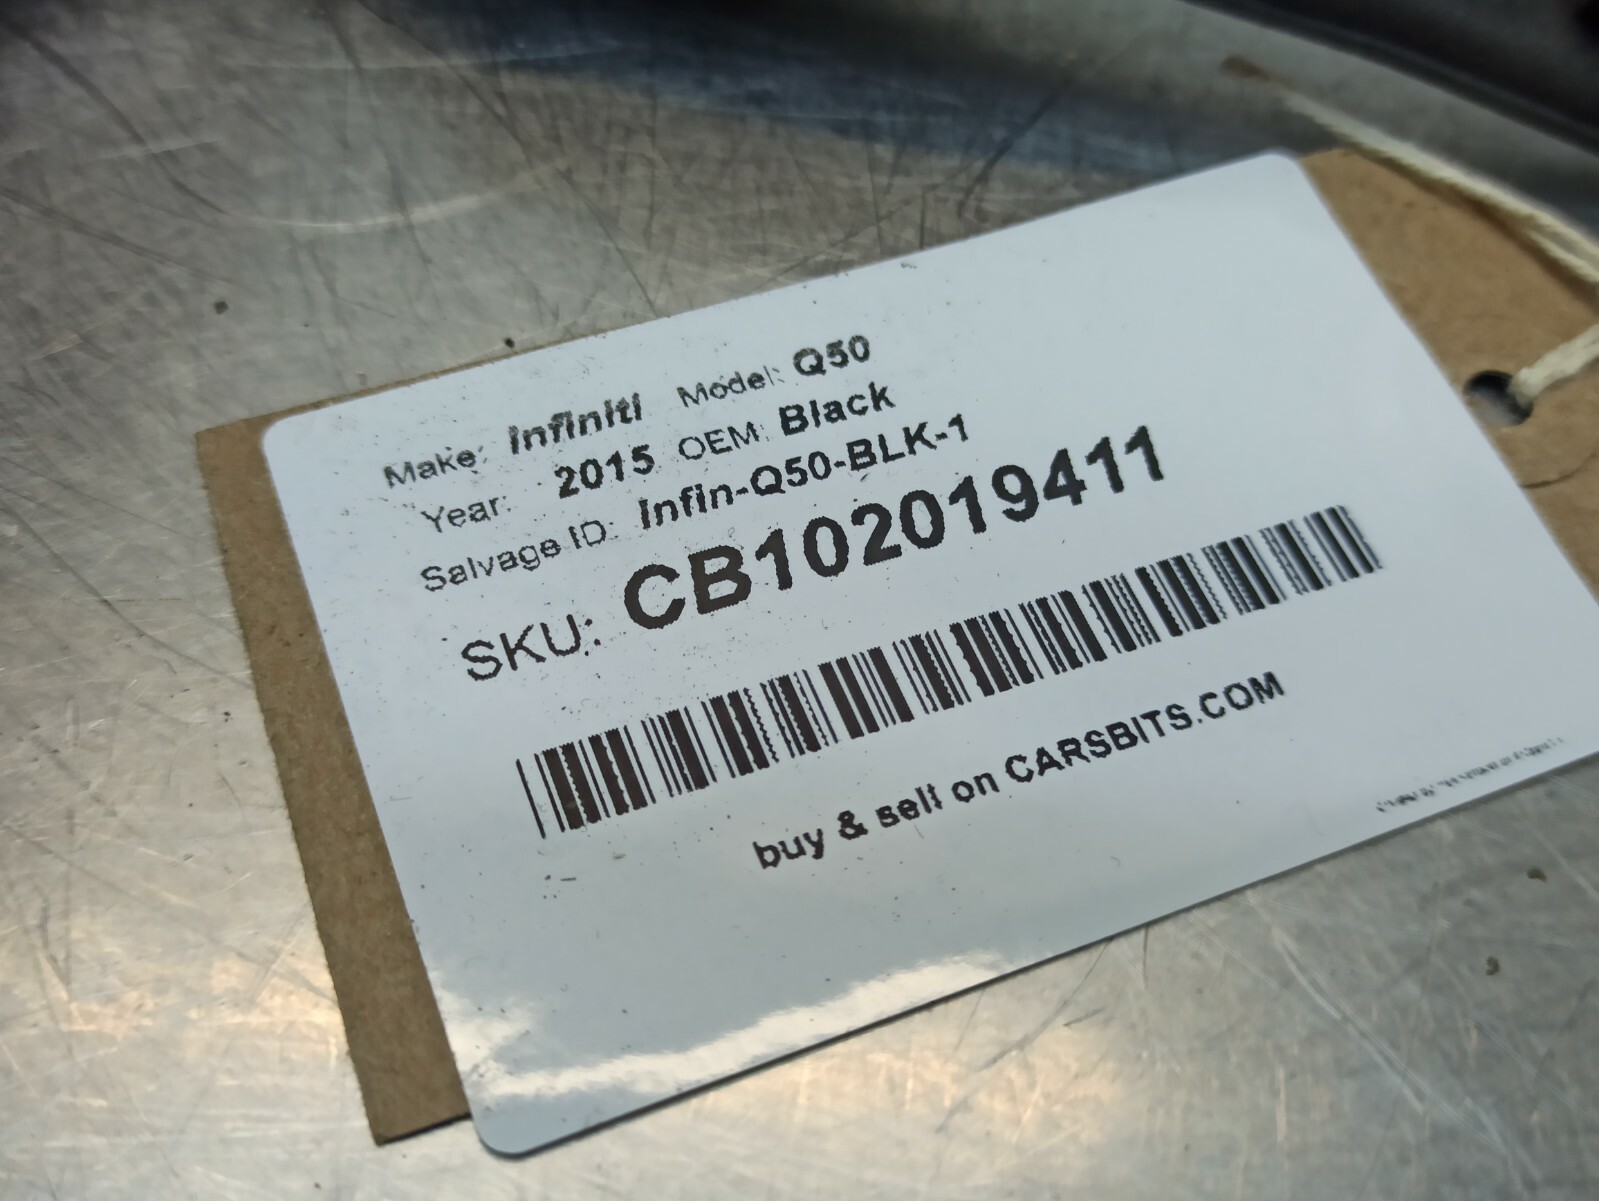 Make: Infiniti Model: Q50
Year: 2015 OEM: Black
Salvage ID: Infin-Q50-BLK-1
SKU: CB102019411
buy & sell on CARSBITS.COM